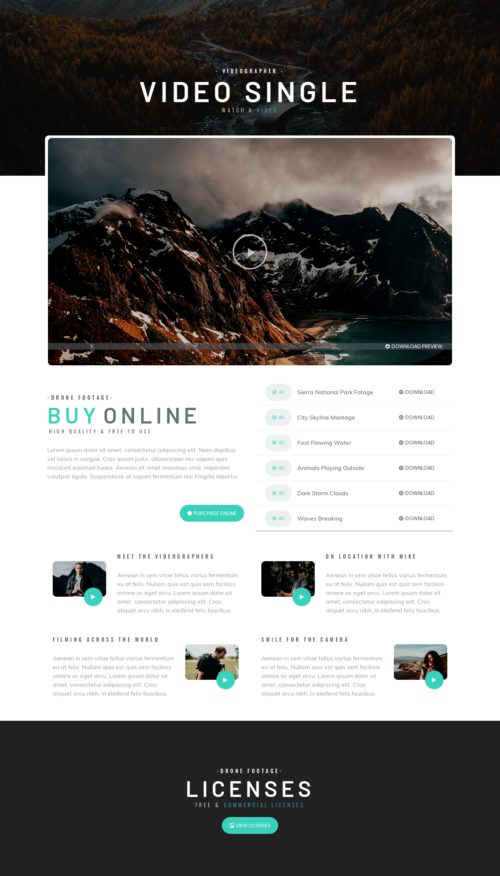 - VIDEOGRAPHER -
VIDEO SINGLE
WATCH A VIDEO
DOWNLOAD PREVIEW
-DRONE FOOTAGE-
BUY ONLINE
HIGH QUALITY & FREE TO USE
Lorem ipsum dolor sit amet, consectetur adipiscing elit. Nam dapibus
vel turpis in congue. Cras ipsum justo, ullamcorper nec sapien quis,
tincidunt euismod turpis. Aenean sit amet maximus urna, imperdiet
volutpat ligula. Suspendisse at sapien fermentum nisi fringilla lobortis.
PURCHASE ONLINE
4K Sierra National Park Fotage DOWNLOAD
4K City Skyline Montage DOWNLOAD
4K Fast Flowing Water DOWNLOAD
4K Animals Playing Outside DOWNLOAD
4K Dark Storm Clouds DOWNLOAD
4K Waves Breaking DOWNLOAD
MEET THE VIDEOGRAPHERS
Aenean in sem vitae tellus varius fermentum
eu at felis. Nullam quis est quis sem facilisis
ornare ac eget arcu. Lorem ipsum dolor sit
amet, consectetur adipiscing elit. Cras
aliquet arcu nibh, in eleifend felis faucibus.
ON LOCATION WITH MIKE
Aenean in sem vitae tellus varius fermentum
eu at felis. Nullam quis est quis sem facilisis
ornare ac eget arcu. Lorem ipsum dolor sit
amet, consectetur adipiscing elit. Cras
aliquet arcu nibh, in eleifend felis faucibus.
FILMING ACROSS THE WORLD
Aenean in sem vitae tellus varius fermentum
eu at felis. Nullam quis est quis sem facilisis
ornare ac eget arcu. Lorem ipsum dolor sit
amet, consectetur adipiscing elit. Cras
aliquet arcu nibh, in eleifend felis faucibus.
SMILE FOR THE CAMERA
Aenean in sem vitae tellus varius fermentum
eu at felis. Nullam quis est quis sem facilisis
ornare ac eget arcu. Lorem ipsum dolor sit
amet, consectetur adipiscing elit. Cras
aliquet arcu nibh, in eleifend felis faucibus.
-DRONE FOOTAGE-
LICENSES
FREE & COMMERCIAL LICENSES
VIEW LICENSES